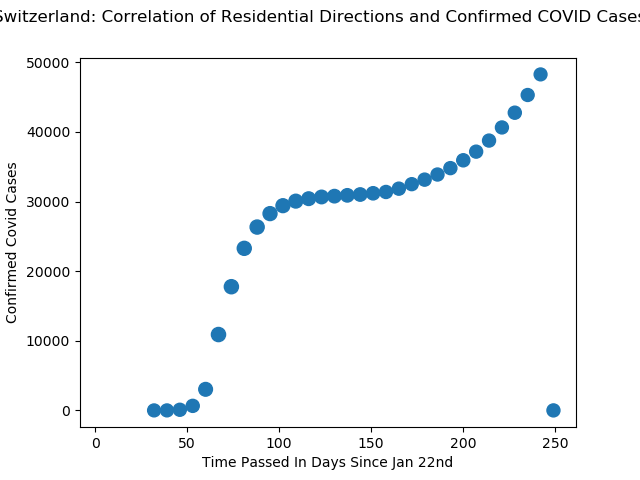 Switzerland: Correlation of Residential Directions and Confirmed COVID Cases
50000
40000
30000
20000
10000
0
Confirmed Covid Cases
0 50 100 150 200 250
Time Passed In Days Since Jan 22nd